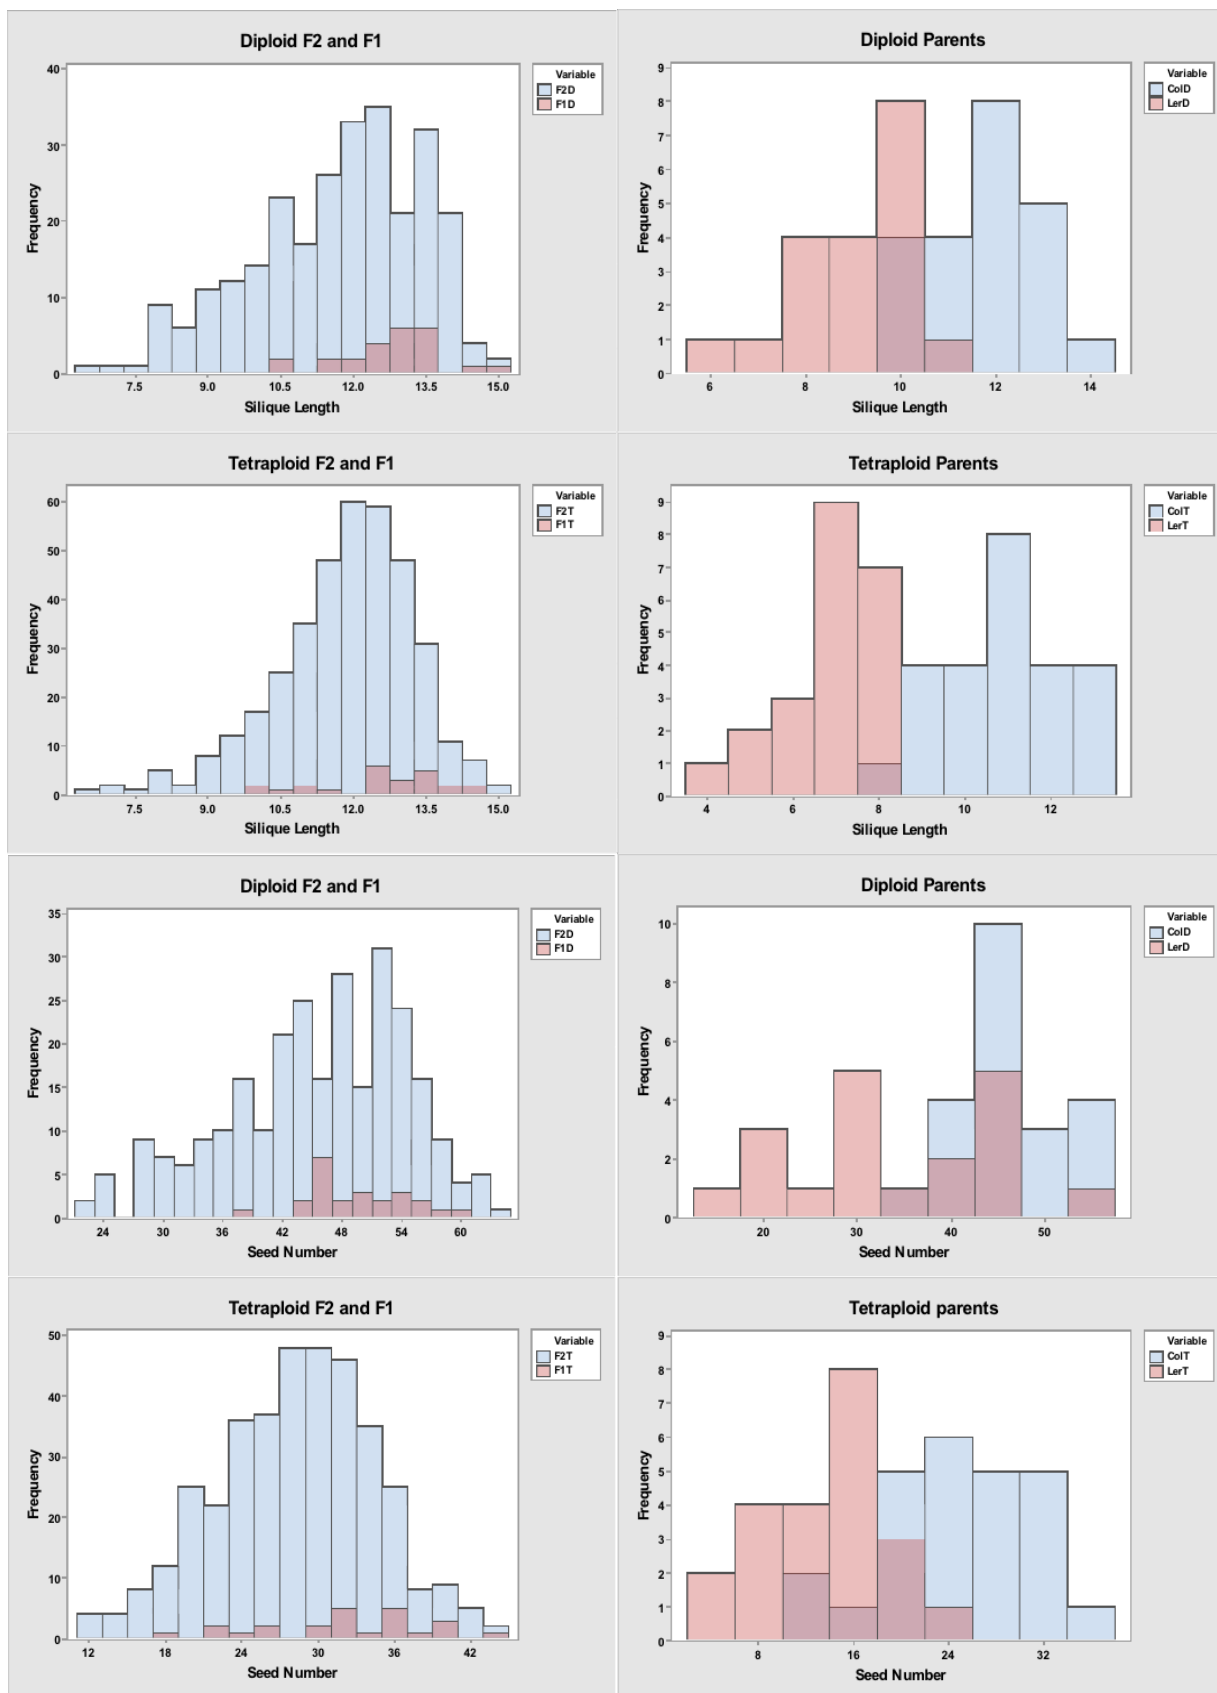 Diploid F2 and F1
Variable
F2D
F1D
Frequency
40
30
20
10
0
7.5 9.0 10.5 12.0 13.5 15.0
Silique Length
Diploid Parents
Variable
ColD
LerD
Frequency
9
8
7
6
5
4
3
2
1
0
6 8 10 12 14
Silique Length
Tetraploid F2 and F1
Variable
F2T
F1T
Frequency
60
50
40
30
20
10
0
7.5 9.0 10.5 12.0 13.5 15.0
Silique Length
Tetraploid Parents
Variable
ColT
LerT
Frequency
9
8
7
6
5
4
3
2
1
0
4 6 8 10 12
Silique Length
Diploid F2 and F1
Variable
F2D
F1D
Frequency
35
30
25
20
15
10
5
0
24 30 36 42 48 54 60
Seed Number
Diploid Parents
Variable
ColD
LerD
Frequency
10
8
6
4
2
0
20 30 40 50
Seed Number
Tetraploid F2 and F1
Variable
F2T
F1T
Frequency
50
40
30
20
10
0
12 18 24 30 36 42
Seed Number
Tetraploid parents
Variable
ColT
LerT
Frequency
9
8
7
6
5
4
3
2
1
0
8 16 24 32
Seed Number